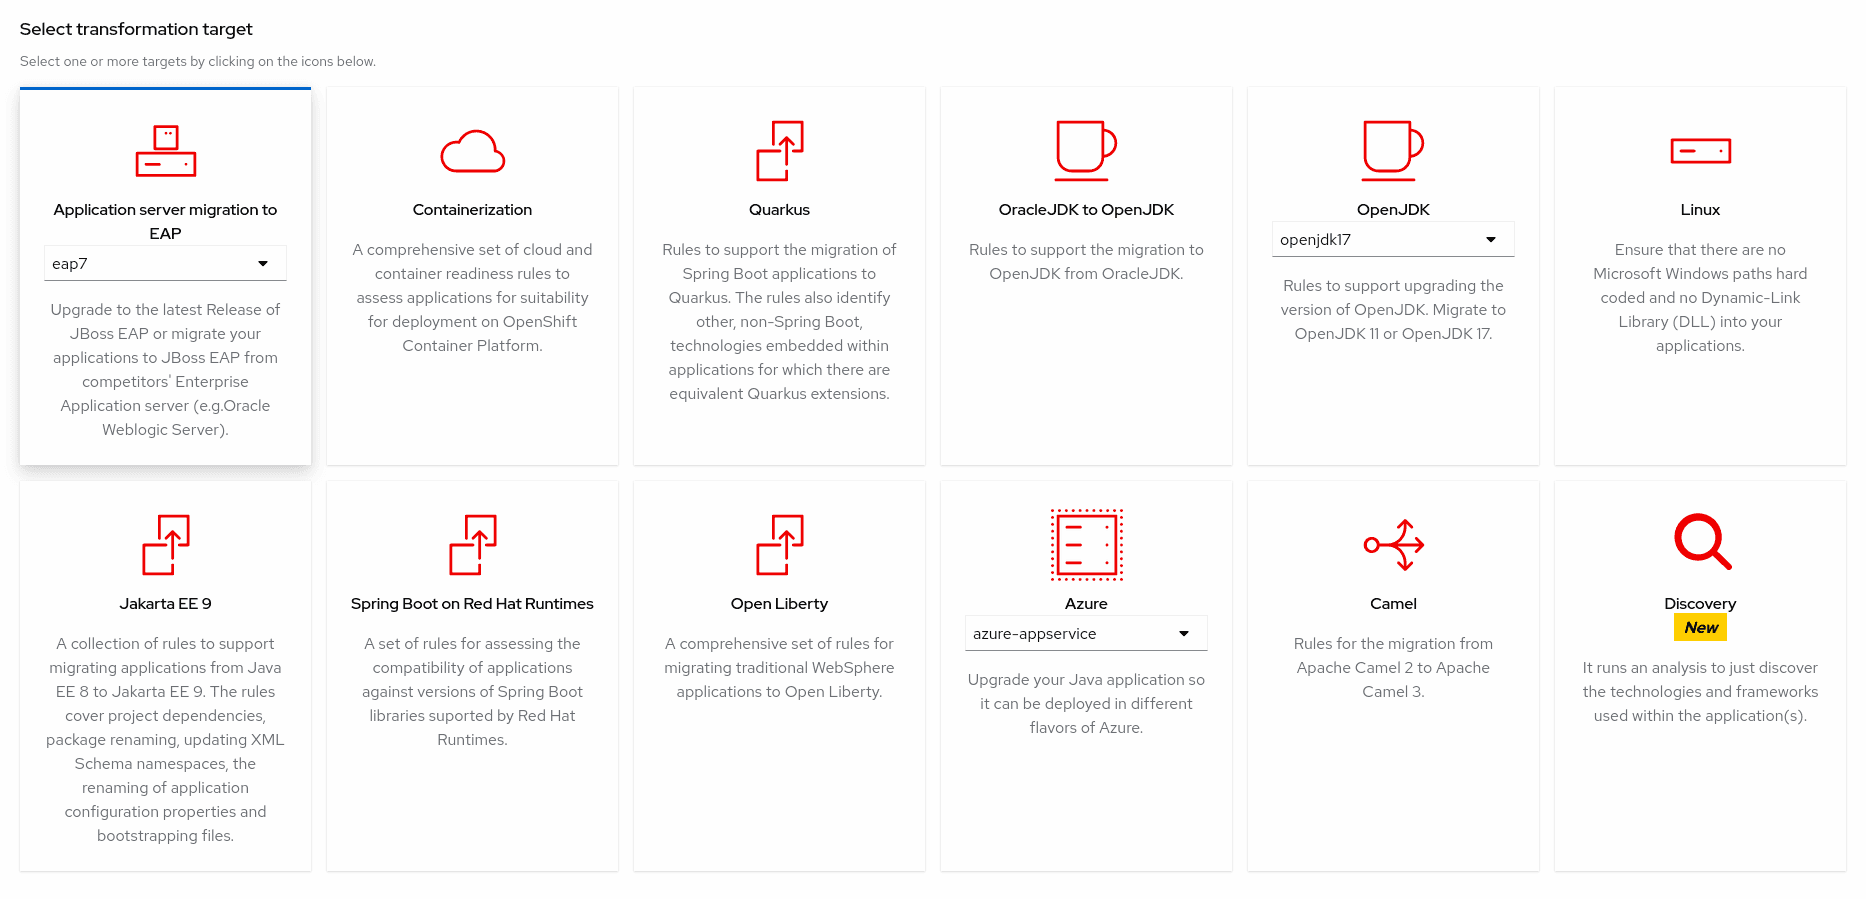 Select transformation target
Select one or more targets by clicking on the icons below.
Application server migration to
EAP
eap7
Upgrade to the latest Release of
JBoss EAP or migrate your
applications to JBoss EAP from
competitors' Enterprise
Application server (e.g.Oracle
Weblogic Server).
Containerization
A comprehensive set of cloud and
container readiness rules to
assess applications for suitability
for deployment on OpenShift
Container Platform.
Quarkus
Rules to support the migration of
Spring Boot applications to
Quarkus. The rules also identify
other, non-Spring Boot,
technologies embedded within
applications for which there are
equivalent Quarkus extensions.
OracleJDK to OpenJDK
Rules to support the migration to
OpenJDK from OracleJDK.
OpenJDK
openjdk17
Rules to support upgrading the
version of OpenJDK. Migrate to
OpenJDK 11 or OpenJDK 17.
Linux
Ensure that there are no
Microsoft Windows paths hard
coded and no Dynamic-Link
Library (DLL) into your
applications.
Jakarta EE 9
A collection of rules to support
migrating applications from Java
EE 8 to Jakarta EE 9. The rules
cover project dependencies,
package renaming, updating XML
Schema namespaces, the
renaming of application
configuration properties and
bootstrapping files.
Spring Boot on Red Hat Runtimes
A set of rules for assessing the
compatibility of applications
against versions of Spring Boot
libraries suported by Red Hat
Runtimes.
Open Liberty
A comprehensive set of rules for
migrating traditional WebSphere
applications to Open Liberty.
Azure
azure-appservice
Upgrade your Java application so
it can be deployed in different
flavors of Azure.
Camel
Rules for the migration from
Apache Camel 2 to Apache
Camel 3.
Discovery
New
It runs an analysis to just discover
the technologies and frameworks
used within the application(s).